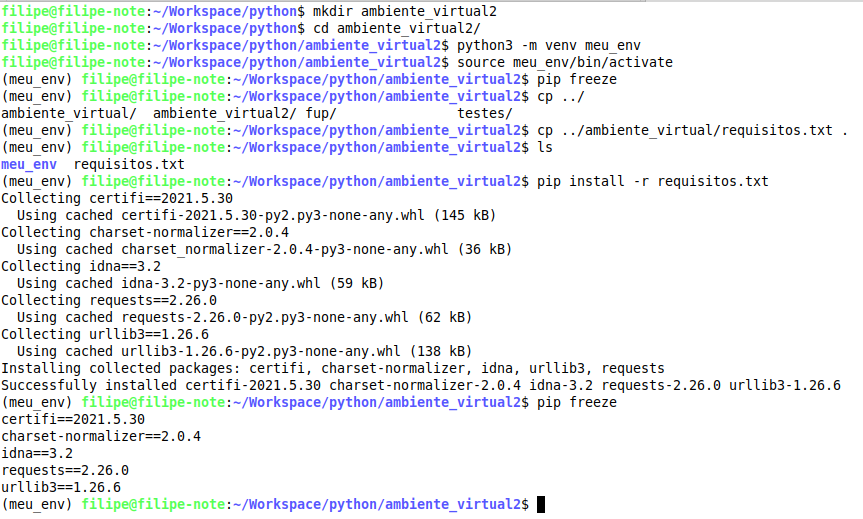 filipe@filipe-note:~/Workspace/python$ mkdir ambiente_virtual2
filipe@filipe-note:~/Workspace/python$ cd ambiente_virtual2/
filipe@filipe-note:~/Workspace/python/ambiente_virtual2$ python3 -m venv meu_env
filipe@filipe-note:~/Workspace/python/ambiente_virtual2$ source meu_env/bin/activate
(meu_env) filipe@filipe-note:~/Workspace/python/ambiente_virtual2$ pip freeze
(meu_env) filipe@filipe-note:~/Workspace/python/ambiente_virtual2$ cp ../
ambiente_virtual/  ambiente_virtual2/ fup/               testes/
(meu_env) filipe@filipe-note:~/Workspace/python/ambiente_virtual2$ cp ../ambiente_virtual/requisitos.txt .
(meu_env) filipe@filipe-note:~/Workspace/python/ambiente_virtual2$ ls
meu_env  requisitos.txt
(meu_env) filipe@filipe-note:~/Workspace/python/ambiente_virtual2$ pip install -r requisitos.txt
Collecting certifi==2021.5.30
  Using cached certifi-2021.5.30-py2.py3-none-any.whl (145 kB)
Collecting charset-normalizer==2.0.4
  Using cached charset_normalizer-2.0.4-py3-none-any.whl (36 kB)
Collecting idna==3.2
  Using cached idna-3.2-py3-none-any.whl (59 kB)
Collecting requests==2.26.0
  Using cached requests-2.26.0-py2.py3-none-any.whl (62 kB)
Collecting urllib3==1.26.6
  Using cached urllib3-1.26.6-py2.py3-none-any.whl (138 kB)
Installing collected packages: certifi, charset-normalizer, idna, urllib3, requests
Successfully installed certifi-2021.5.30 charset-normalizer-2.0.4 idna-3.2 requests-2.26.0 urllib3-1.26.6
(meu_env) filipe@filipe-note:~/Workspace/python/ambiente_virtual2$ pip freeze
certifi==2021.5.30
charset-normalizer==2.0.4
idna==3.2
requests==2.26.0
urllib3==1.26.6
(meu_env) filipe@filipe-note:~/Workspace/python/ambiente_virtual2$